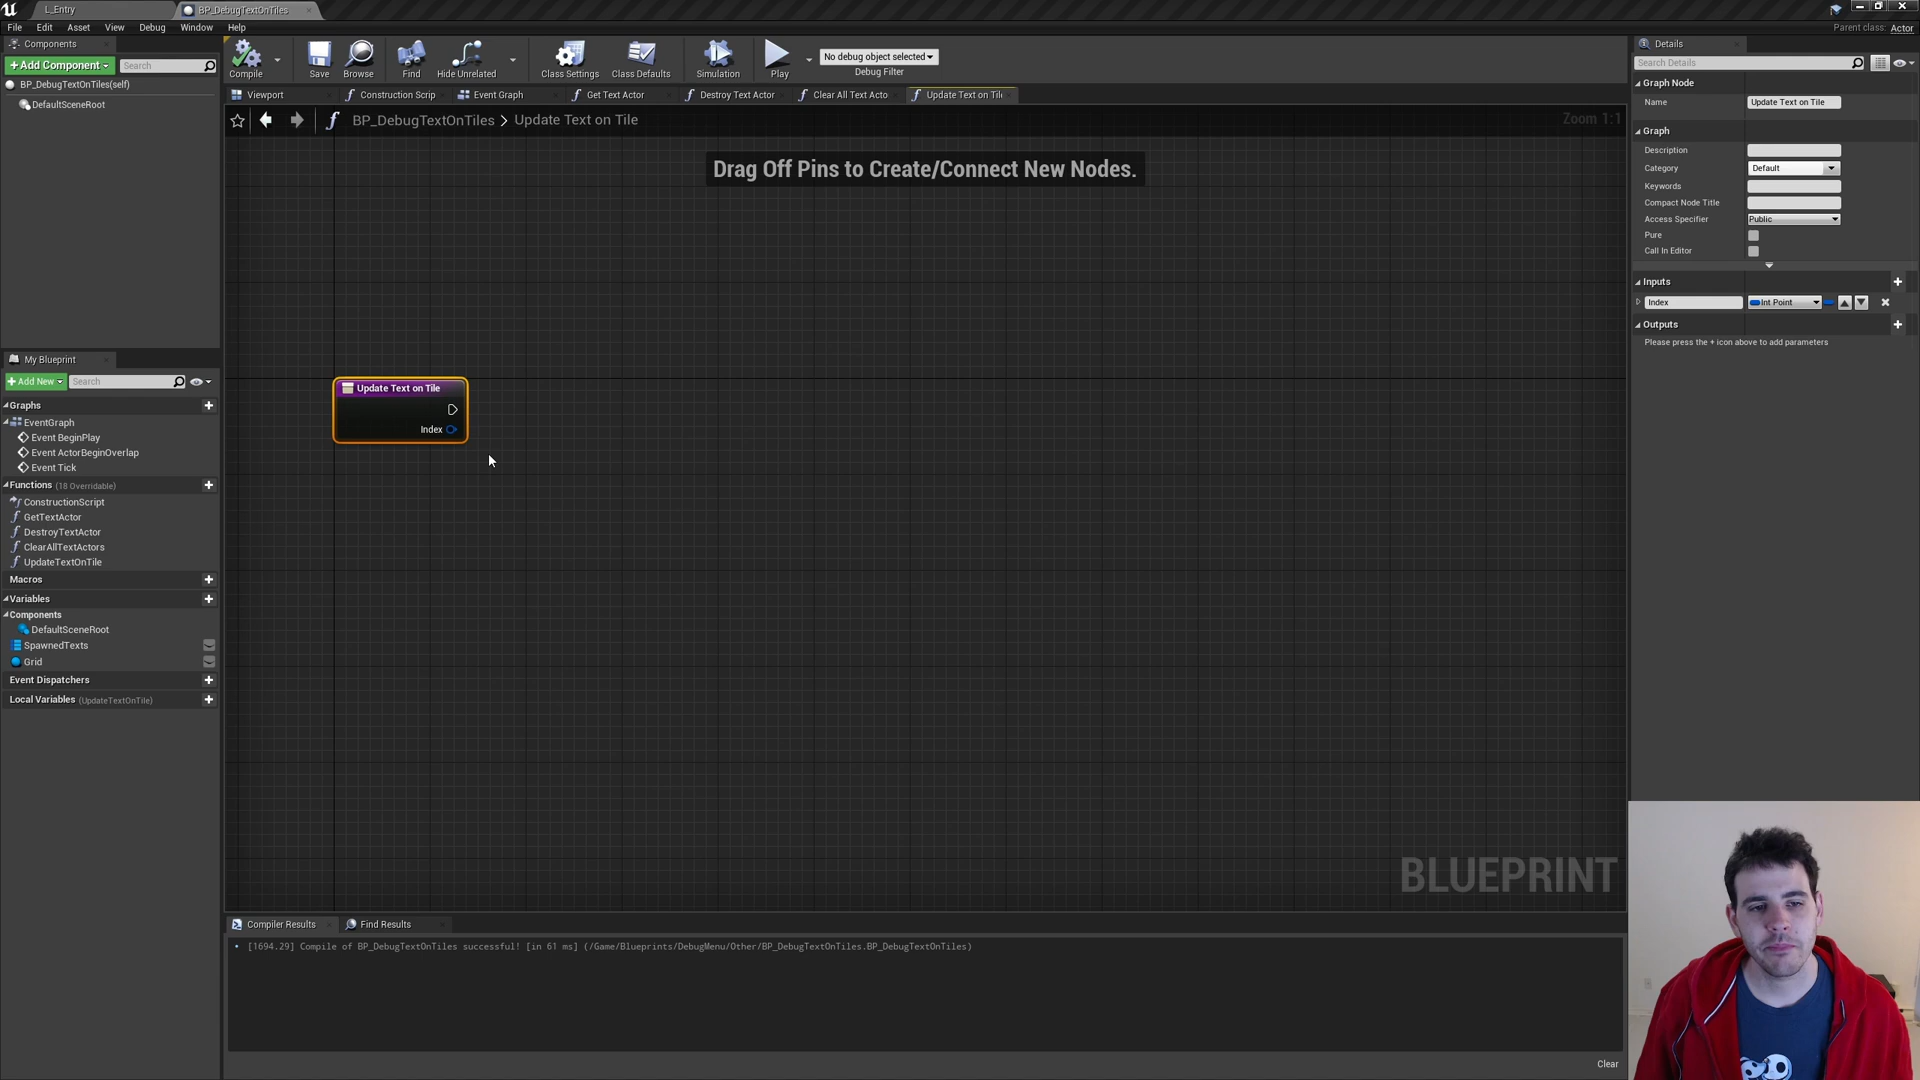 L_Entry
BP_DebugTextOnTiles
File Edit Asset View Debug Window Help
Parent class: Actor
Components
+Add Component
Search
BP_DebugTextOnTiles(self)
DefaultSceneRoot
Compile
Save
Browse
Find
Hide Unrelated
Class Settings
Class Defaults
Simulation
Play
No debug object selected
Debug Filter
Viewport
Construction Scrip
Event Graph
Get Text Actor
Destroy Text Actor
Clear All Text Acto
Update Text on Tile
BP_DebugTextOnTiles > Update Text on Tile
Zoom 1:1
Drag Off Pins to Create/Connect New Nodes.
Update Text on Tile
Index
BLUEPRINT
My Blueprint
+Add New
Search
Graphs
EventGraph
Event BeginPlay
Event ActorBeginOverlap
Event Tick
Functions (18 Overridable)
ConstructionScript
GetTextActor
DestroyTextActor
ClearAllTextActors
UpdateTextOnTile
Macros
Variables
Components
DefaultSceneRoot
SpawnedTexts
Grid
Event Dispatchers
Local Variables (UpdateTextOnTile)
Compiler Results
Find Results
[1694.29] Compile of BP_DebugTextOnTiles successful! [in 61 ms] (/Game/Blueprints/DebugMenu/Other/BP_DebugTextOnTiles.BP_DebugTextOnTiles)
Clear
Details
Search Details
Graph Node
Name Update Text on Tile
Graph
Description
Category Default
Keywords
Compact Node Title
Access Specifier Public
Pure
Call In Editor
Inputs
Index Int Point
Outputs
Please press the + icon above to add parameters